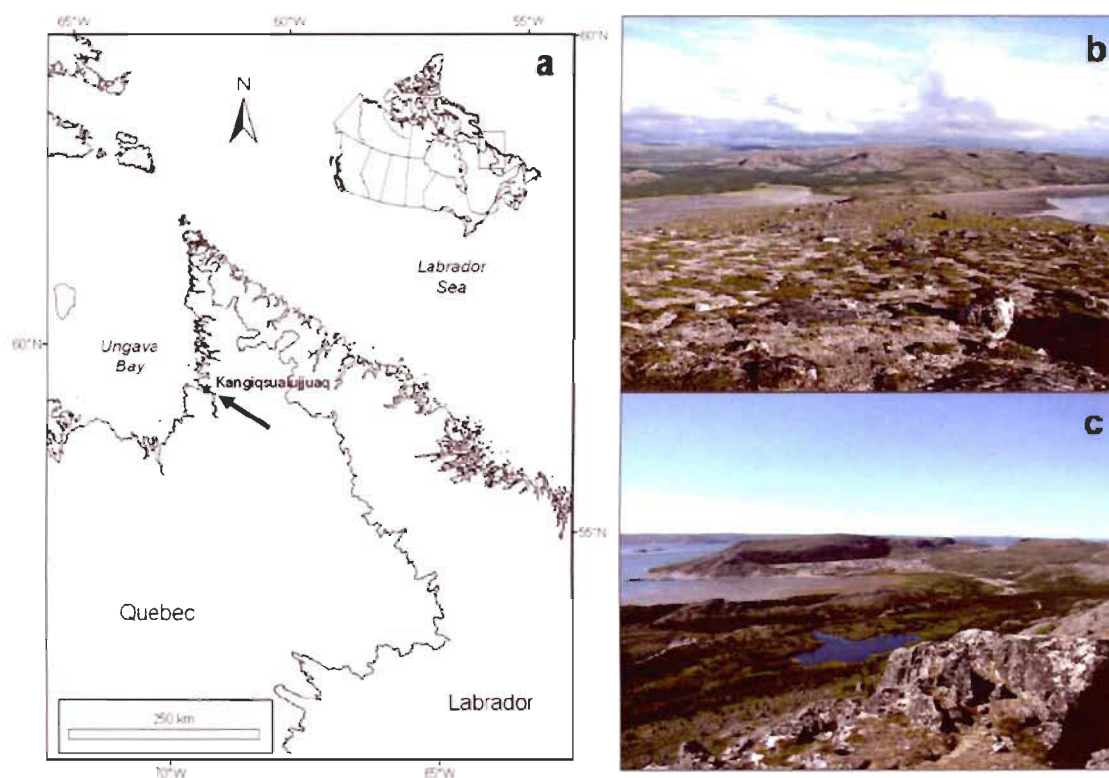 65°W
60°W
55°W
60°N
a
N
Labrador
Sea
60°N
Ungava
Bay
Kangiqsualujjuaq
55°N
Quebec
Labrador
250 km
70°W
65°W
b
c